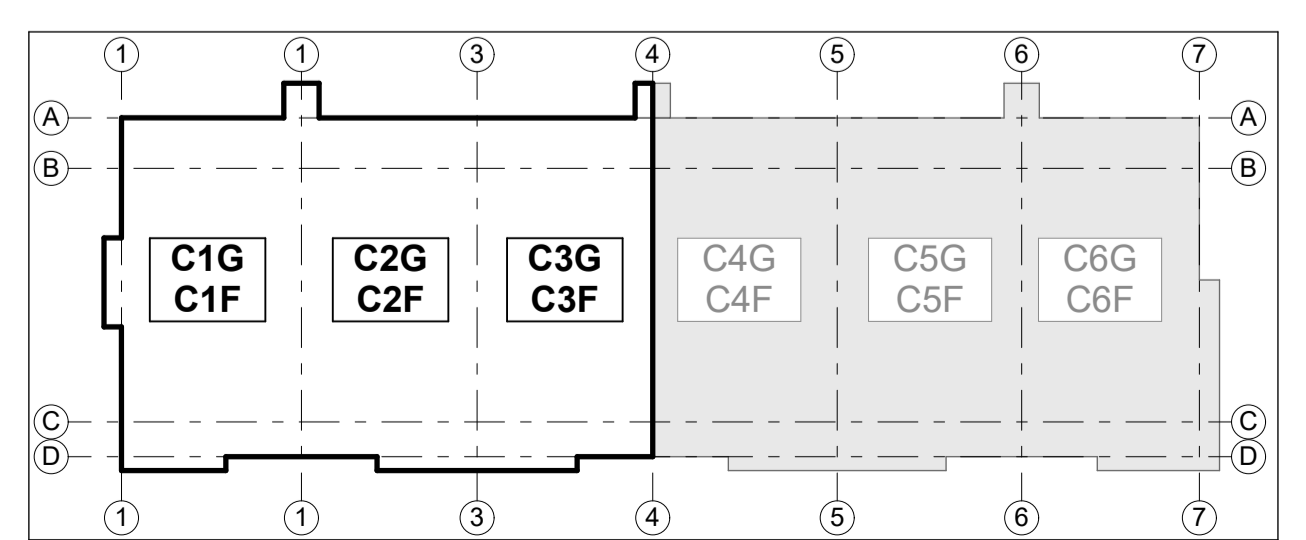 1 1 3 4 5 6 7
A A
B B
C1G C2G C3G C4G C5G C6G
C1F C2F C3F C4F C5F C6F
C C
D D
1 1 3 4 5 6 7